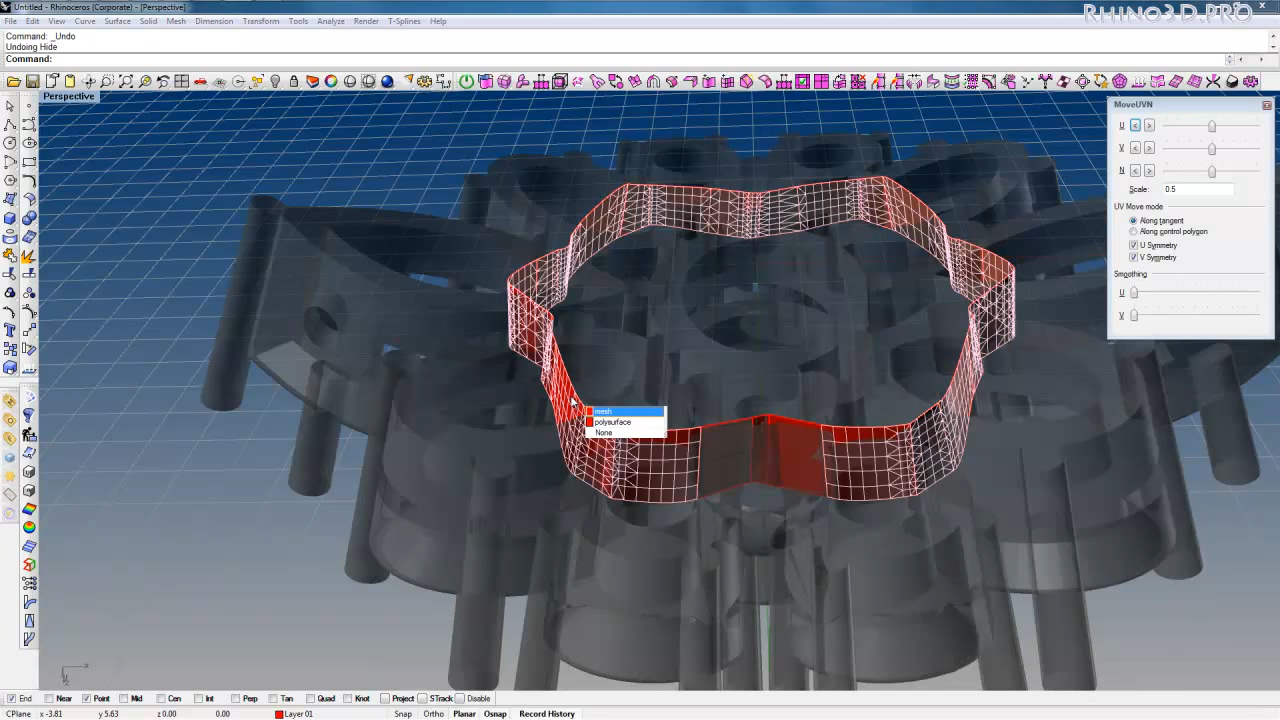 Untitled - Rhinoceros (Corporate) - [Perspective]
RHINO3D.PRO
File Edit View Curve Surface Solid Mesh Dimension Transform Tools Analyze Render T-Splines Help
Command: _Undo
Undoing Hide
Command:
Perspective
MoveUVN
U < >
V < >
N < >
Scale: 0.5
UV Move mode
Along tangent
Along control polygon
U Symmetry
V Symmetry
Smoothing
U
V
mesh
polysurface
None
x
y
End Near Point Mid Cen Int Perp Tan Quad Knot Project STrack Disable
CPlane x -3.81 y 5.63 z 0.00 0.00 Layer 01 Snap Ortho Planar Osnap Record History